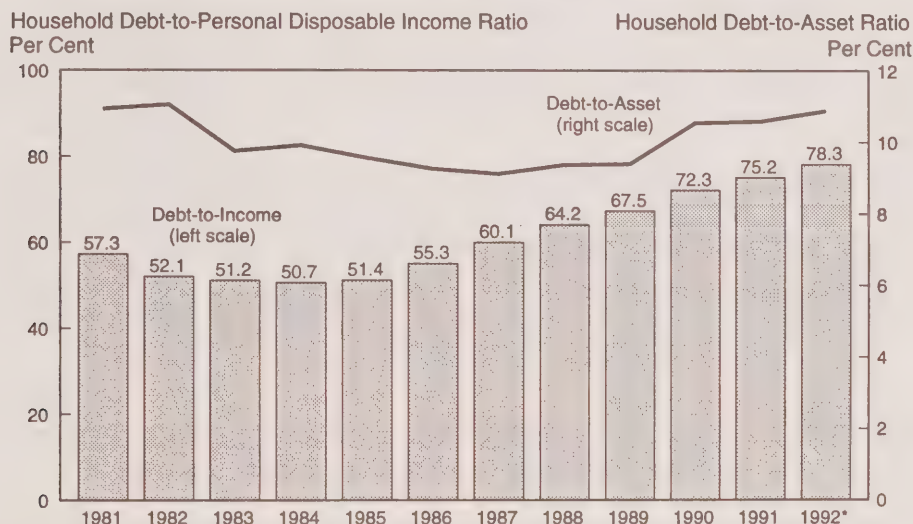 Household Debt-to-Personal Disposable Income Ratio
Per Cent
Household Debt-to-Asset Ratio
Per Cent
100
80
60
40
20
0
12
10
8
6
4
2
0
Debt-to-Asset
(right scale)
Debt-to-Income
(left scale)
57.3
52.1
51.2
50.7
51.4
55.3
60.1
64.2
67.5
72.3
75.2
78.3
1981 1982 1983 1984 1985 1986 1987 1988 1989 1990 1991 1992*